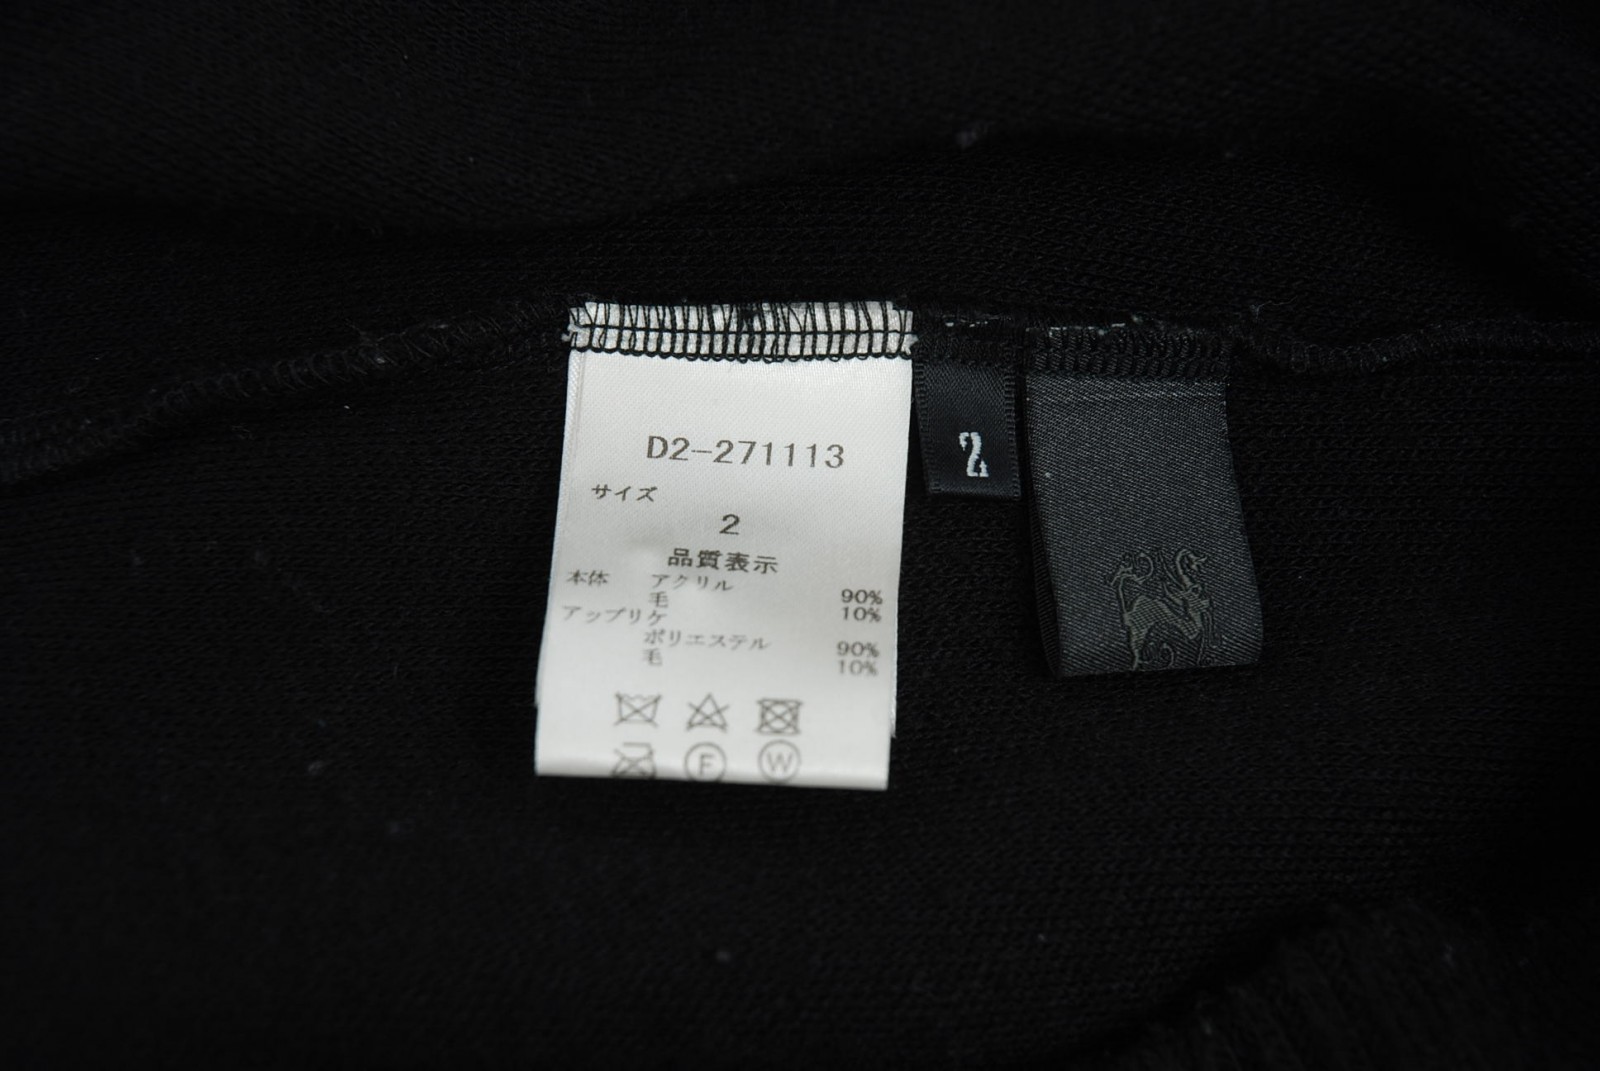 D2-271113
サイズ
2
品質表示
本体 アクリル 90%
毛 10%
アップリケ
ポリエステル 90%
毛 10%
F W
2